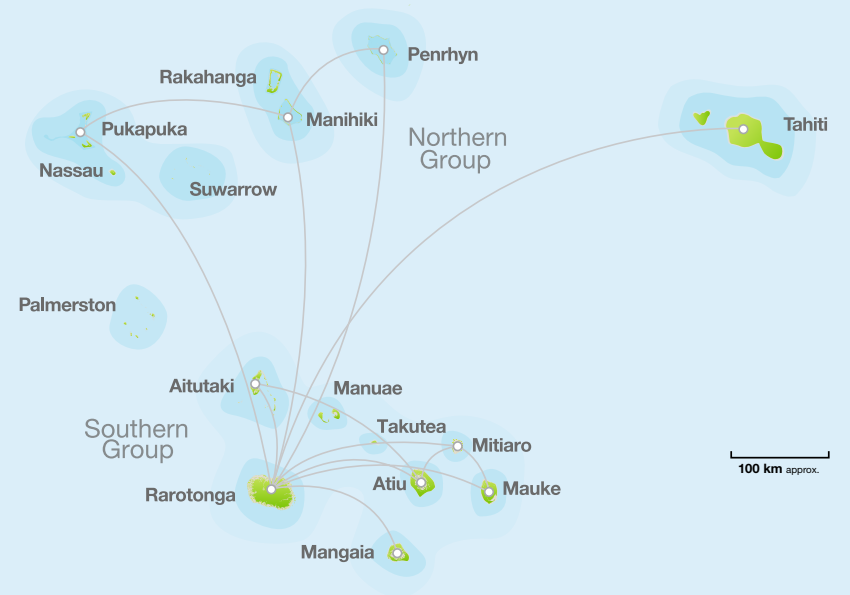 Penrhyn
Rakahanga
Manihiki
Tahiti
Pukapuka
Northern
Group
Nassau
Suwarrow
Palmerston
Aitutaki
Manuae
Southern
Group
Takutea
Mitiaro
Rarotonga
Atiu
Mauke
100 km approx.
Mangaia